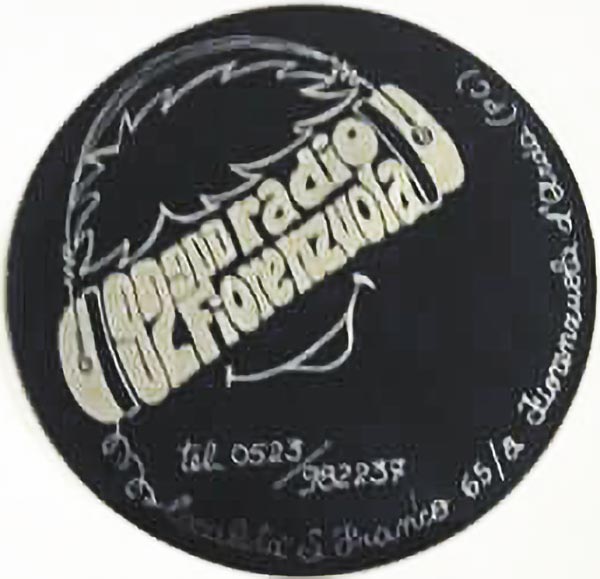 radio
Fiorenzuola
tel. 0523/982237
S. Franco 65/a Fiorenzuola d'Arda (PC)